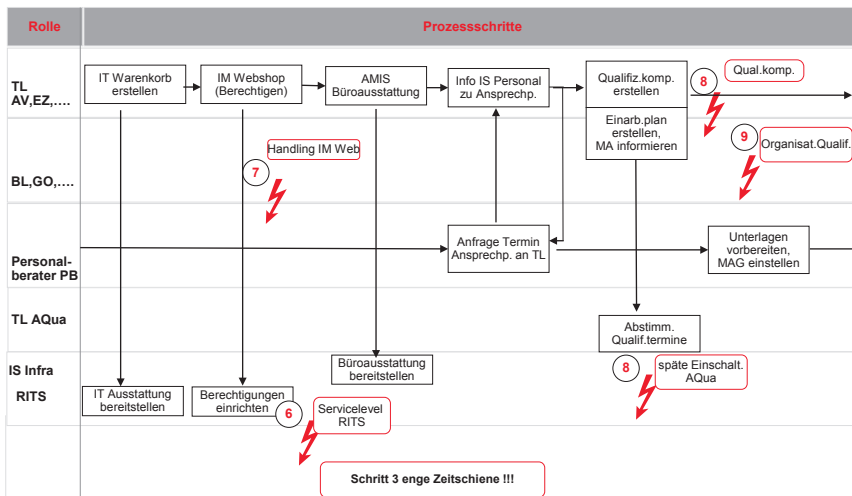 Rolle
Prozessschritte
TL
AV,EZ,....
IT Warenkorb
erstellen
IM Webshop
(Berechtigen)
AMIS
Büroausstattung
Info IS Personal
zu Ansprechp.
Qualifiz.komp.
erstellen
8
Qual.komp.
Einarb.plan
erstellen,
MA informieren
9
Organisat.Qualif.
BL,GO,....
Handling IM Web
7
Personal-
berater PB
Anfrage Termin
Ansprechp. an TL
Unterlagen
vorbereiten,
MAG einstellen
TL AQua
Abstimm.
Qualif.termine
IS Infra
RITS
Büroausstattung
bereitstellen
8
späte Einschalt.
AQua
IT Ausstattung
bereitstellen
Berechtigungen
einrichten
6
Servicelevel
RITS
Schritt 3 enge Zeitschiene !!!